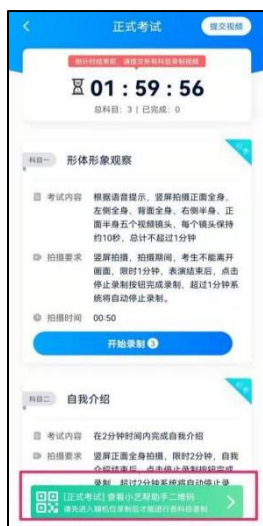 正式考试
提交视频
倒计时结束前，请提交所有科目录制视频
01 : 59 : 56
总科目：3 | 已完成：0
科目一 形体形象观察
考试内容 根据语音提示，竖屏拍摄正面全身、
左侧全身、背面全身、右侧半身、正
面半身五个视频镜头，每个镜头保持
约10秒，总计不超过1分钟
拍摄要求 竖屏拍摄，拍摄期间，考生不能离开
画面，限时1分钟，表演结束后，点击
停止录制按钮完成录制，超过1分钟系
统将自动停止录制。
拍摄时间 00:50
开始录制 3
科目二 自我介绍
考试内容 在2分钟时间内完成自我介绍
拍摄要求 竖屏正面全身拍摄，限时2分钟，自我
介绍结束后，点击停止录制按钮完成
录制，超过2分钟系统将自动停止录
[正式考试] 查看小艺帮助手二维码
请先进入辅机位录制后才能进行首科目录制